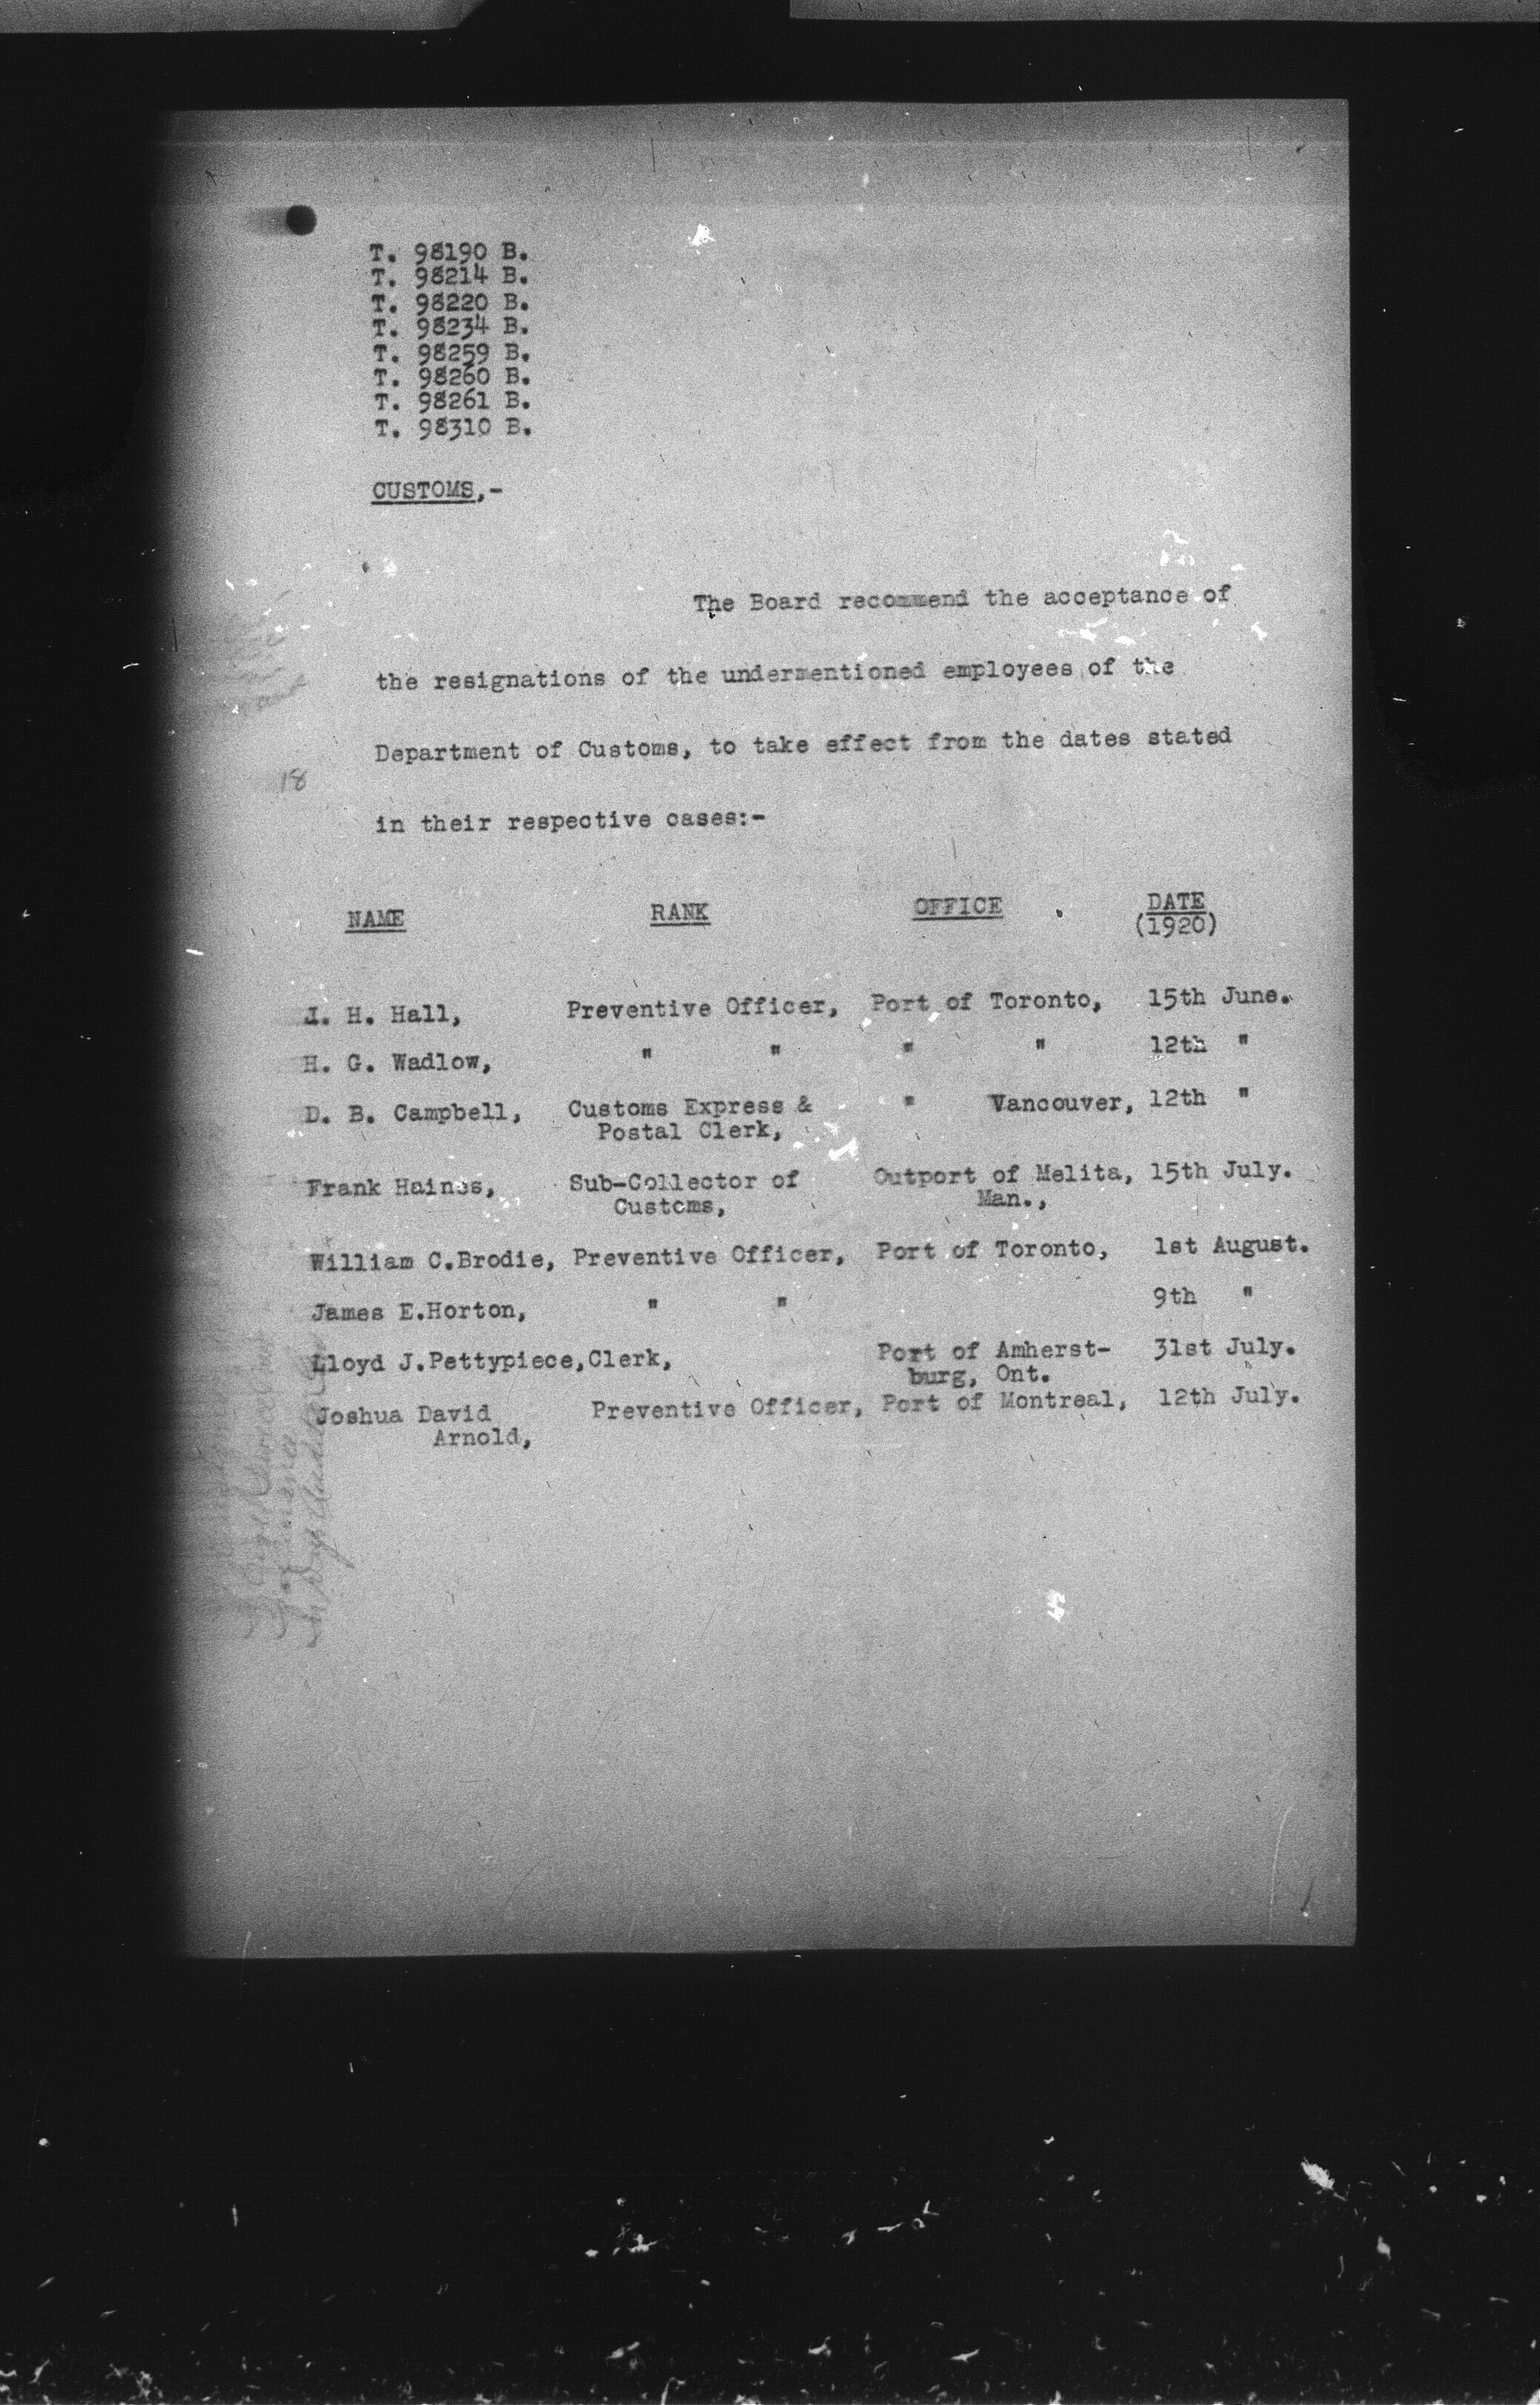 T. 98190 B.
T. 98214 B.
T. 98220 B.
T. 98234 B.
T. 98259 B.
T. 98260 B.
T. 98261 B.
T. 98310 B.
CUSTOMS,-
The Board recommend the acceptance of
the resignations of the undermentioned employees of the
Department of Customs, to take effect from the dates stated
18
in their respective cases:-
NAME RANK OFFICE DATE
(1920)
J. H. Hall, Preventive Officer, Port of Toronto, 15th June.
H. G. Wadlow, " " " " 12th "
D. B. Campbell, Customs Express & " Vancouver, 12th "
Postal Clerk,
Frank Haines, Sub-Collector of Outport of Melita, 15th July.
Customs, Man.,
William C.Brodie, Preventive Officer, Port of Toronto, 1st August.
James E.Horton, " " 9th "
Lloyd J.Pettypiece, Clerk, Port of Amherst- 31st July.
burg, Ont.
Joshua David Preventive Officer, Port of Montreal, 12th July.
Arnold,